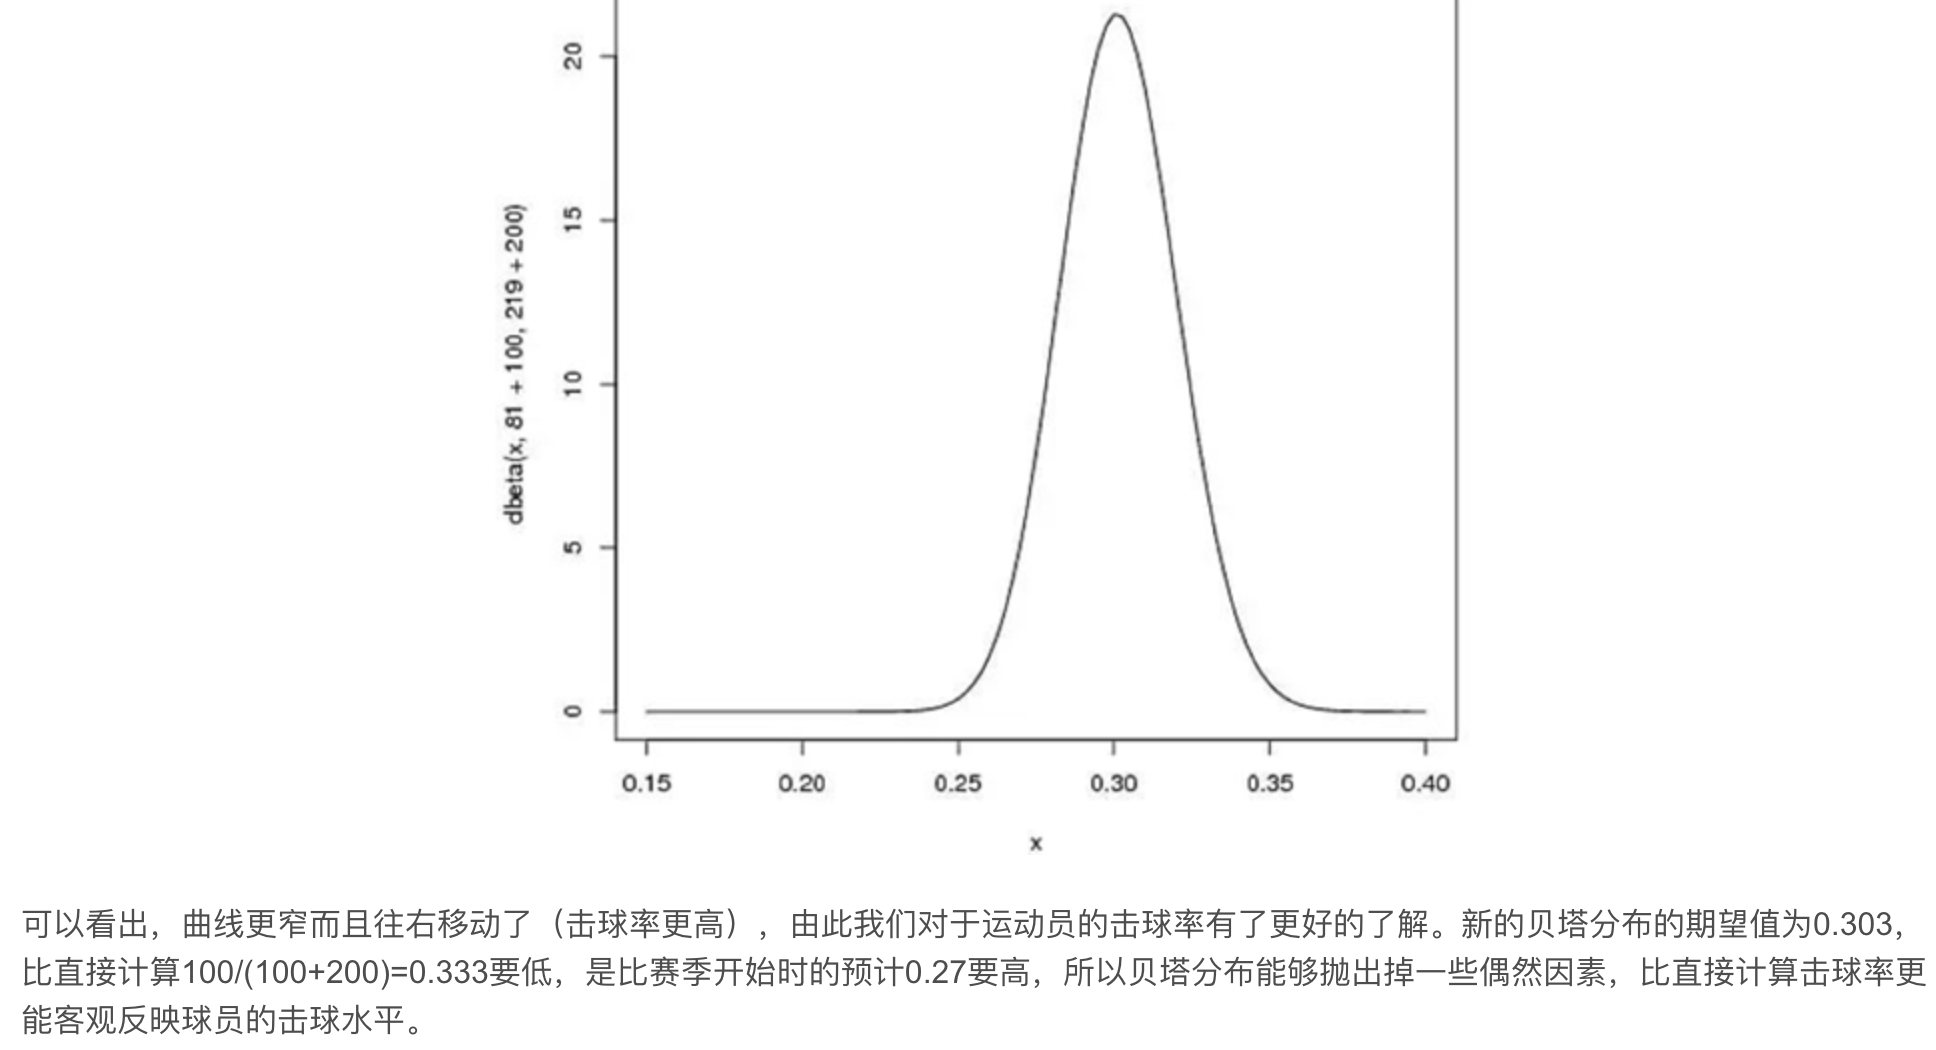 20
15
10
5
0
dbeta(x, 81 + 100, 219 + 200)
0.15 0.20 0.25 0.30 0.35 0.40
x
可以看出，曲线更窄而且往右移动了（击球率更高），由此我们对于运动员的击球率有了更好的了解。新的贝塔分布的期望值为0.303，
比直接计算100/(100+200)=0.333要低，是比赛季开始时的预计0.27要高，所以贝塔分布能够抛出掉一些偶然因素，比直接计算击球率更
能客观反映球员的击球水平。